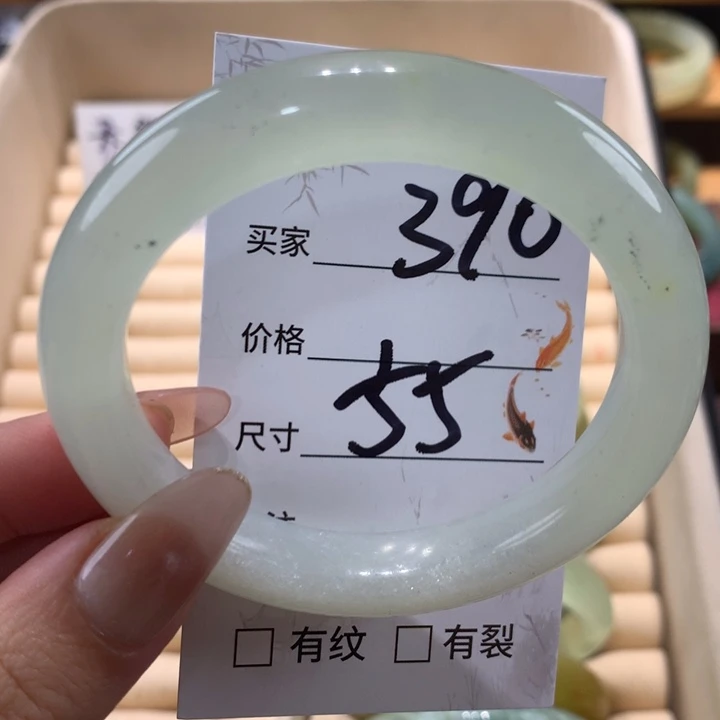 买家 390
价格
尺寸 55
□ 有纹 □ 有裂